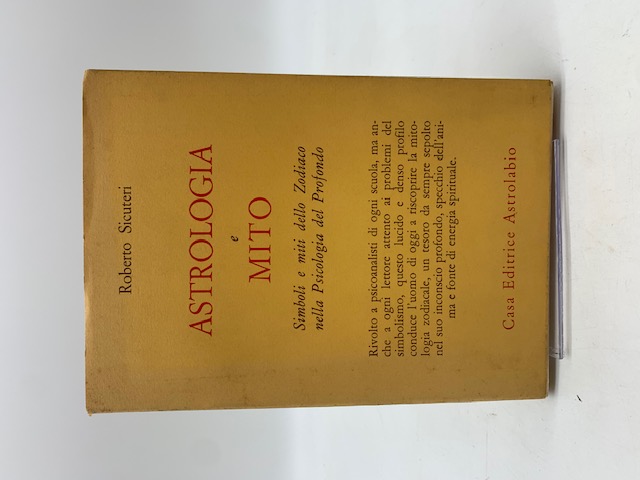 Roberto Sicuteri
ASTROLOGIA
e
MITO
Simboli e miti dello Zodiaco
nella Psicologia del Profondo
Rivolto a psicoanalisti di ogni scuola, ma an-
che a ogni lettore attento ai problemi del
simbolismo, questo lucido e denso profilo
conduce l'uomo di oggi a riscoprire la mito-
logia zodiacale, un tesoro da sempre sepolto
nel suo inconscio profondo, specchio dell'ani-
ma e fonte di energia spirituale.
Casa Editrice Astrolabio